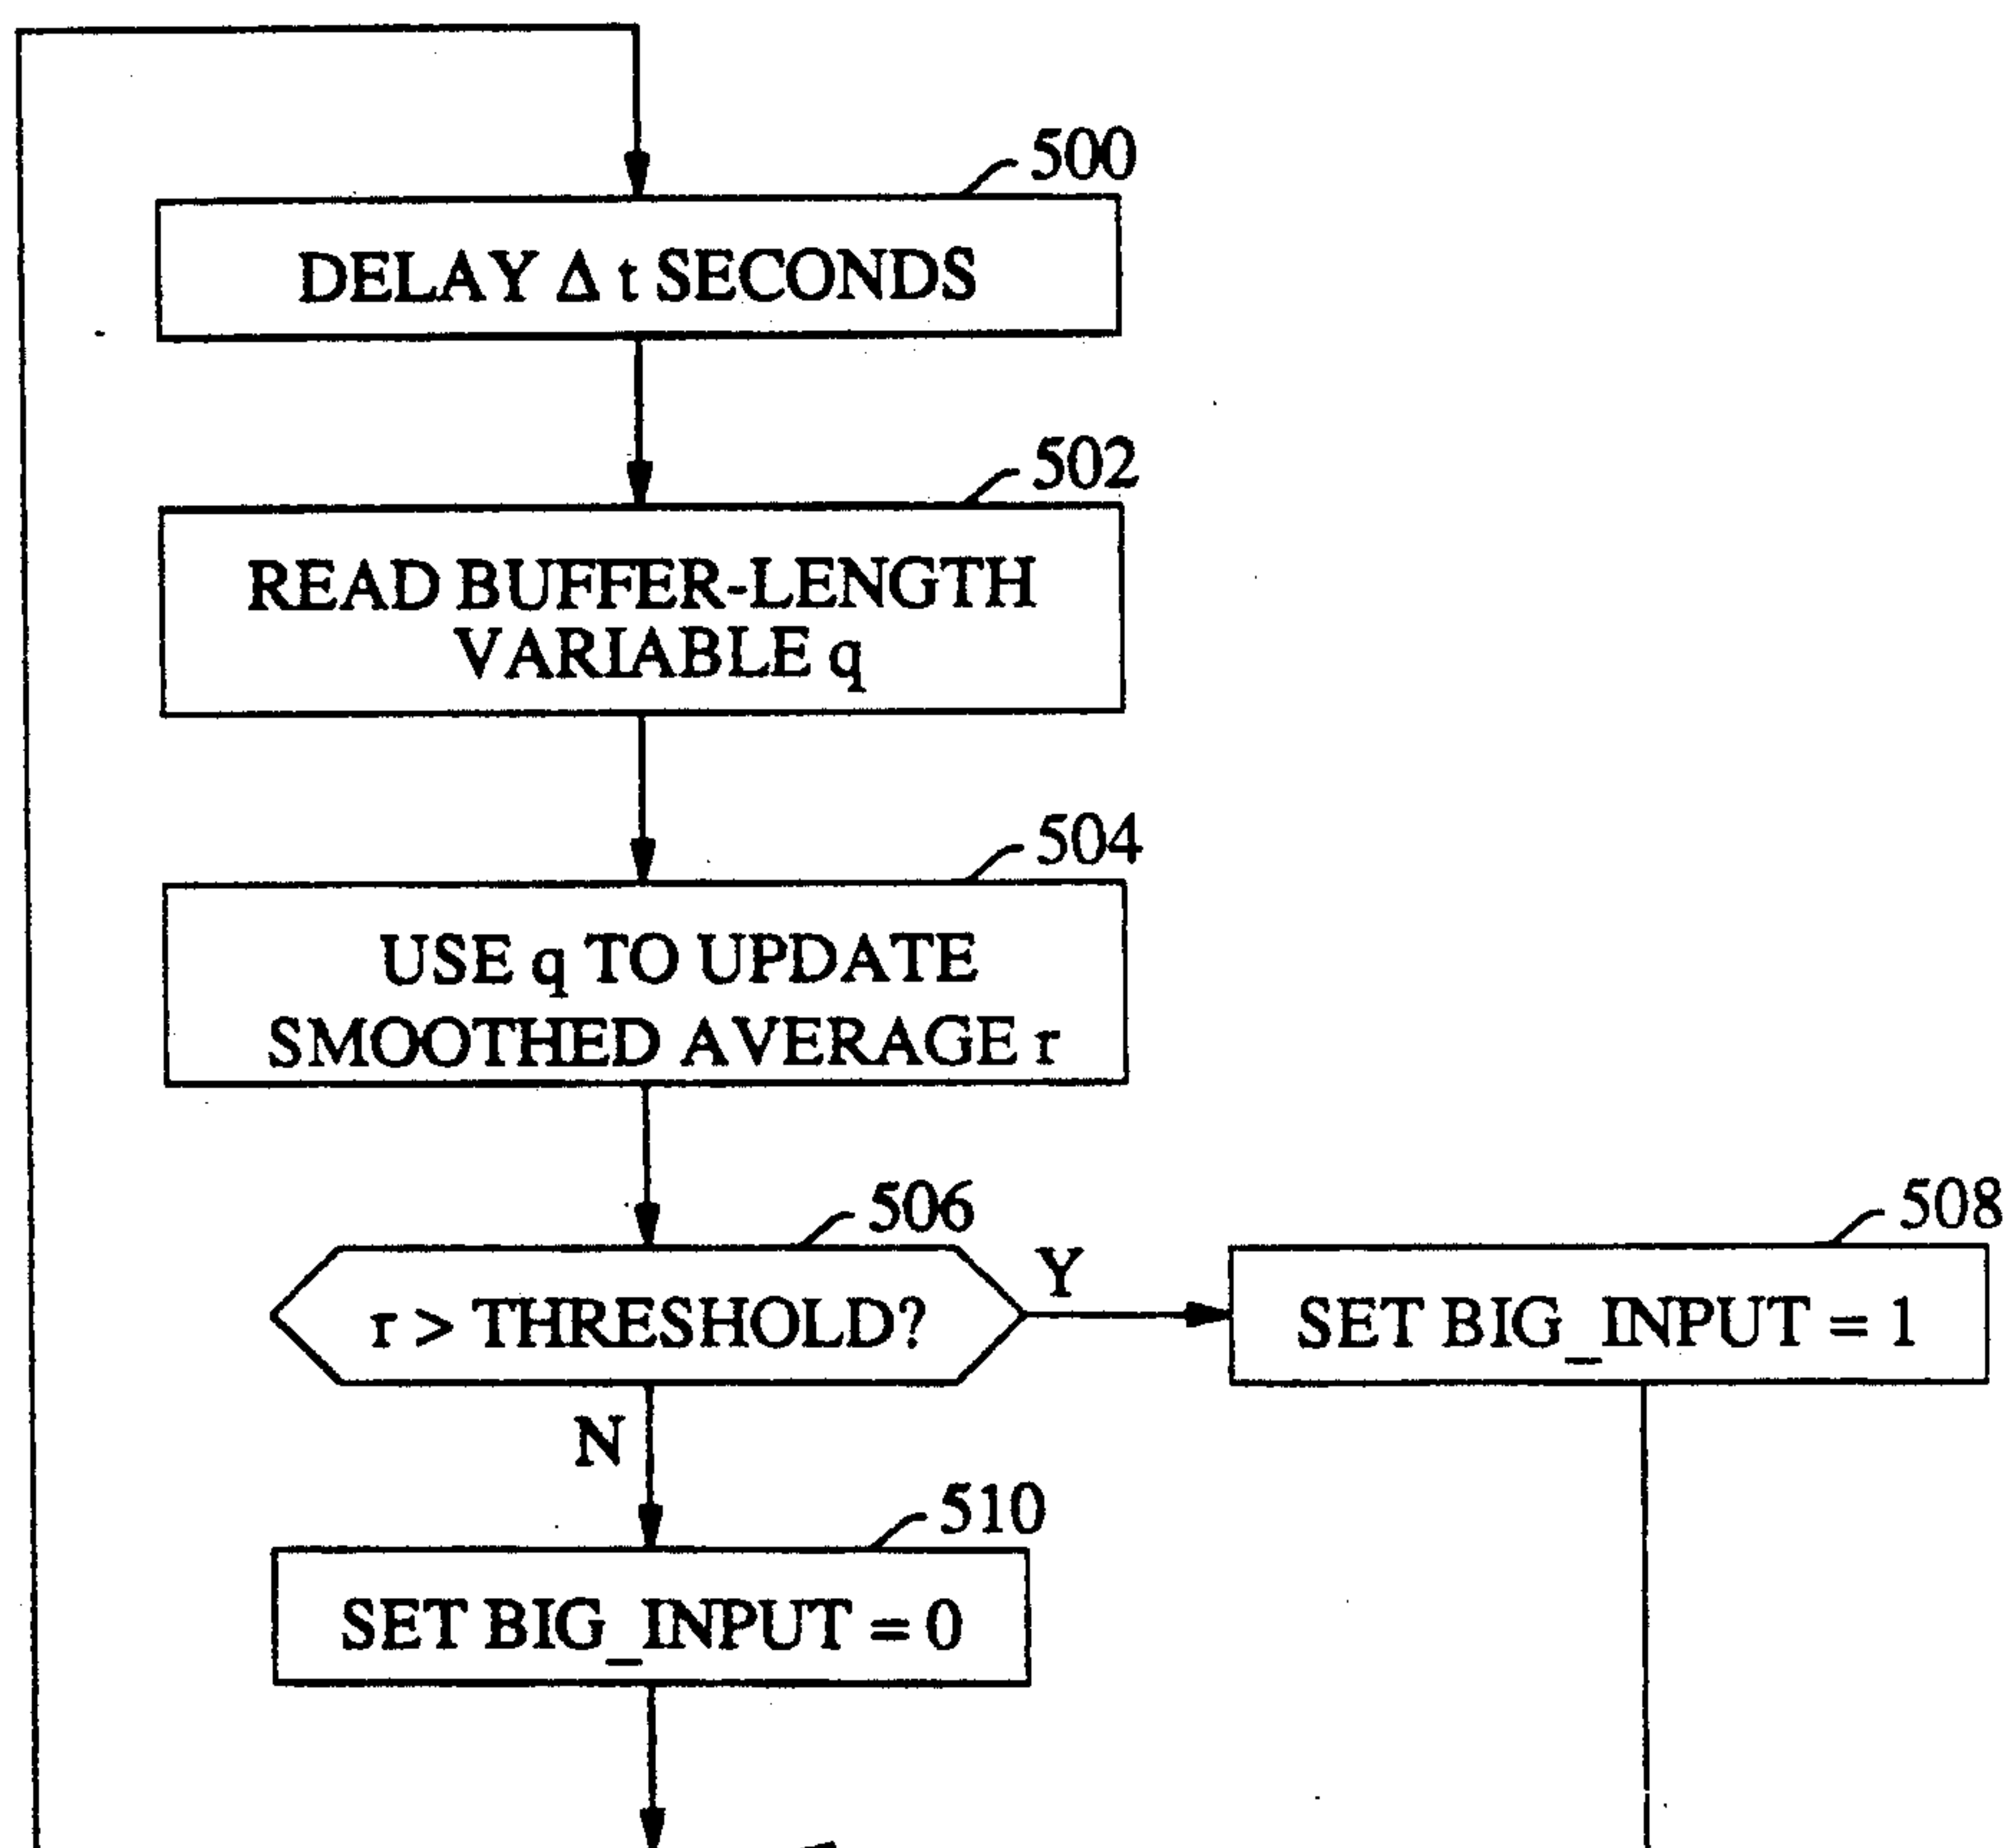 500
DELAY Δ t SECONDS
502
READ BUFFER-LENGTH
VARIABLE q
504
USE q TO UPDATE
SMOOTHED AVERAGE r
506
r > THRESHOLD?
Y
508
SET BIG_INPUT = 1
N
510
SET BIG_INPUT = 0